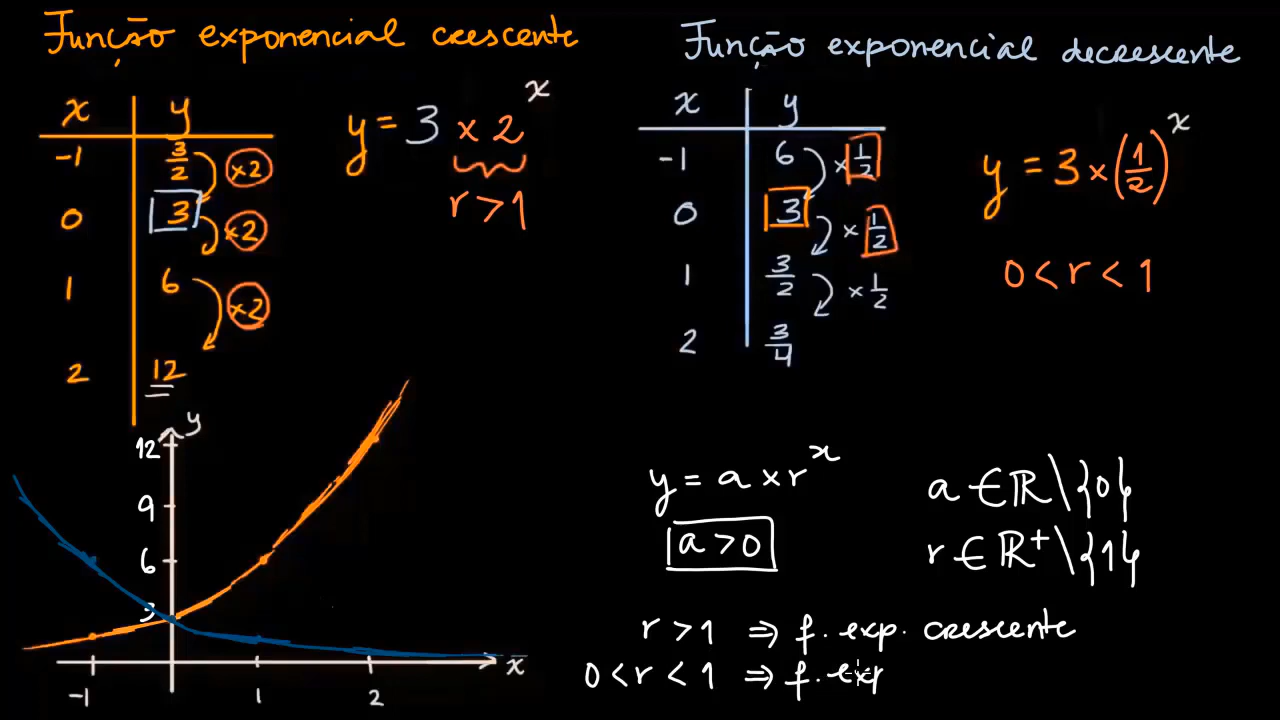 Função exponencial crescente
x y
-1 3/2 ×2
0 3 ×2
1 6 ×2
2 12
y = 3 × 2^x
r > 1
Função exponencial decrescente
x y
-1 6 × 1/2
0 3 × 1/2
1 3/2 × 1/2
2 3/4
y = 3 × (1/2)^x
0 < r < 1
y
12
9
6
3
-1 1 2 x
y = a × r^x
a > 0
a ∈ ℝ \ {0}
r ∈ ℝ⁺ \ {1}
r > 1 ⇒ f. exp. crescente
0 < r < 1 ⇒ f. exp